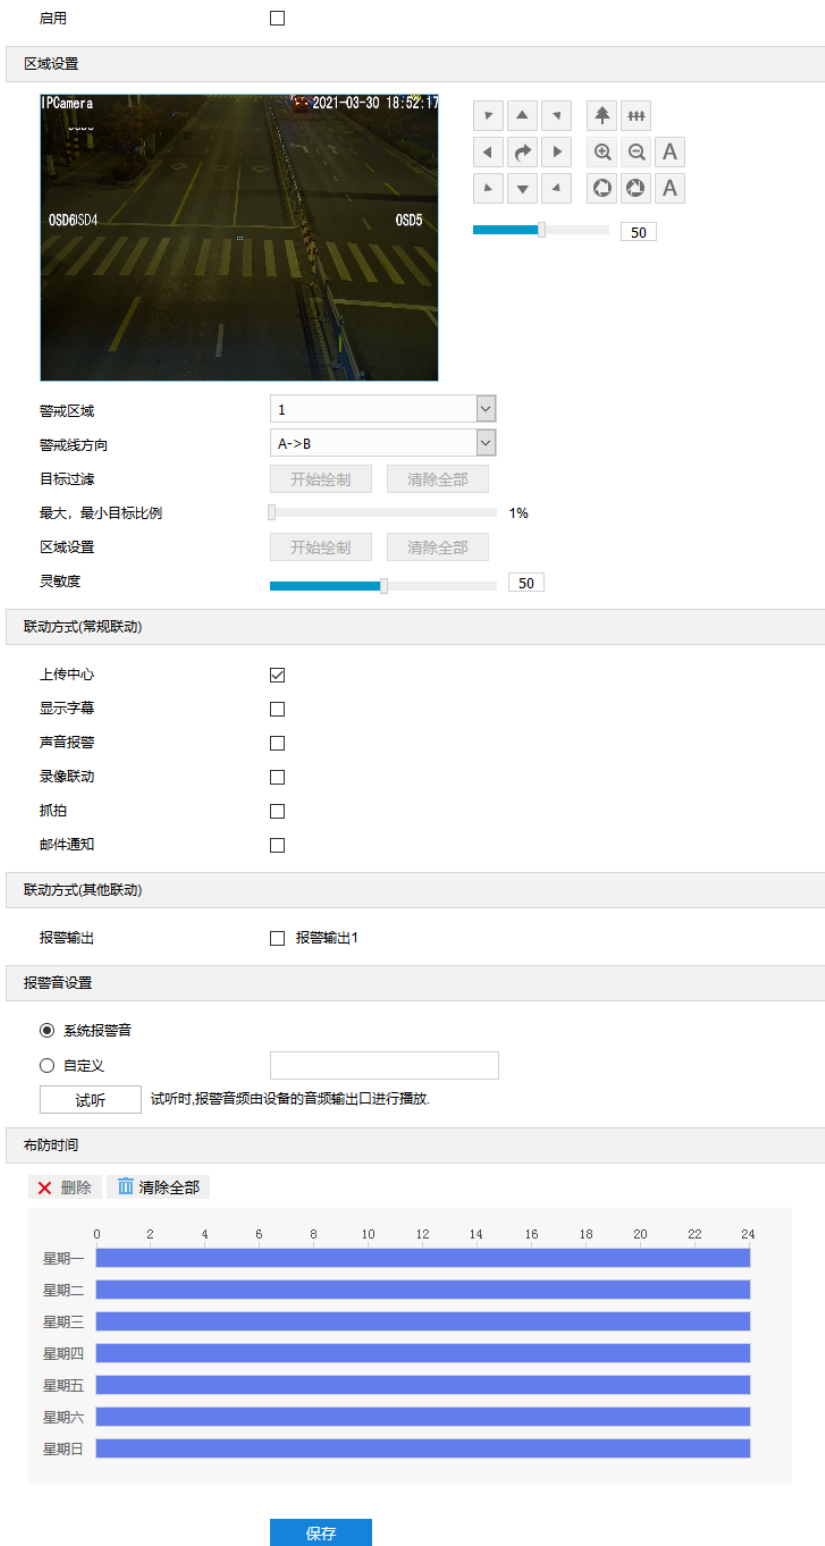 启用
区域设置
IPCamera 2021-03-30 18:52:17
OSD6 OSD5
A
A
50
警戒区域 1
警戒线方向 A->B
目标过滤 开始绘制 清除全部
最大，最小目标比例 1%
区域设置 开始绘制 清除全部
灵敏度 50
联动方式(常规联动)
上传中心
显示字幕
声音报警
录像联动
抓拍
邮件通知
联动方式(其他联动)
报警输出 报警输出1
报警音设置
系统报警音
自定义
试听 试听时,报警音频由设备的音频输出口进行播放.
布防时间
删除 清除全部
0 2 4 6 8 10 12 14 16 18 20 22 24
星期一
星期二
星期三
星期四
星期五
星期六
星期日
保存